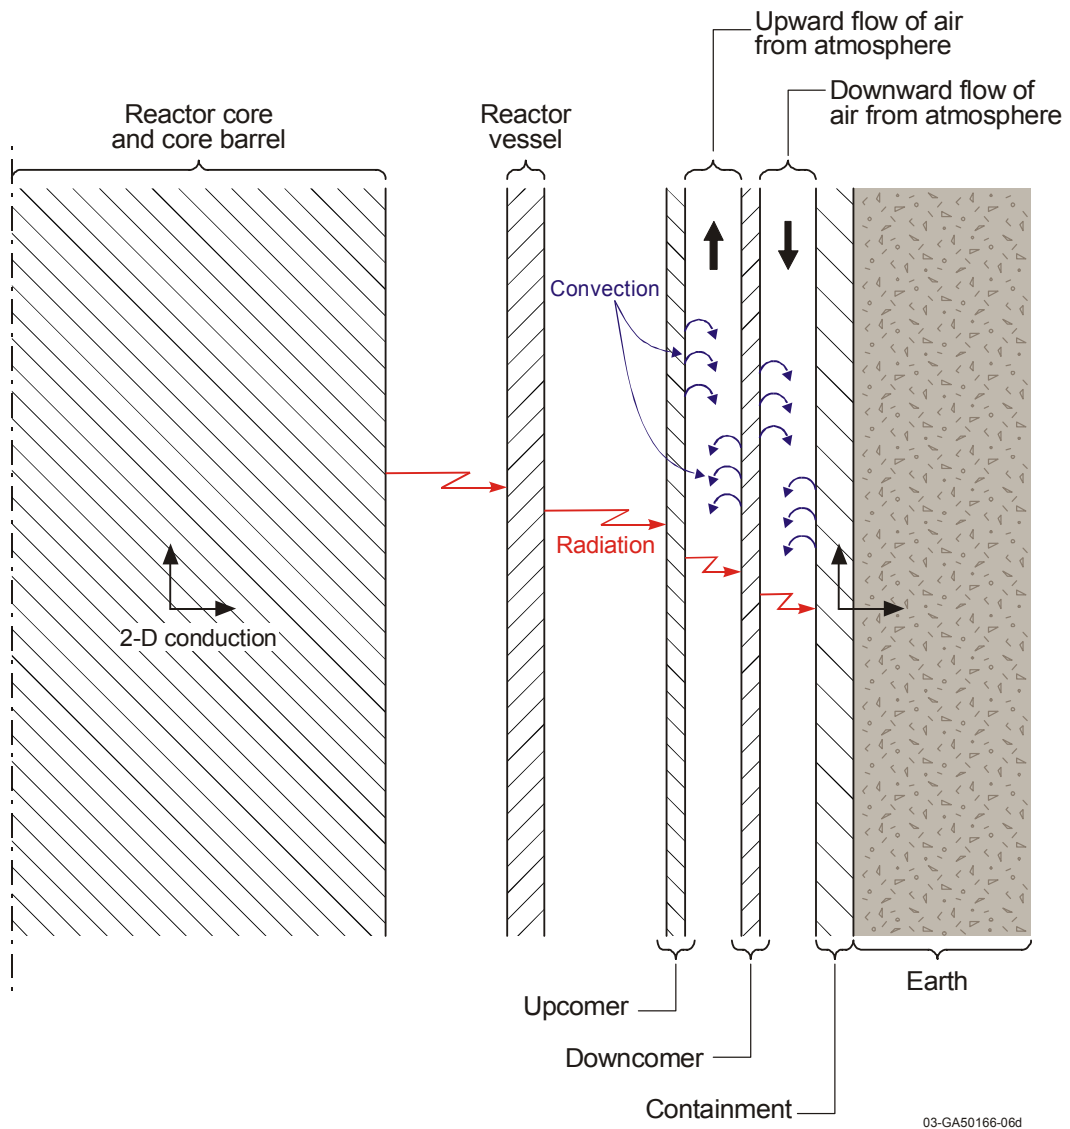 Upward flow of air
from atmosphere
Downward flow of
air from atmosphere
Reactor core
and core barrel
Reactor
vessel
Convection
Radiation
2-D conduction
Earth
Upcomer
Downcomer
Containment
03-GA50166-06d